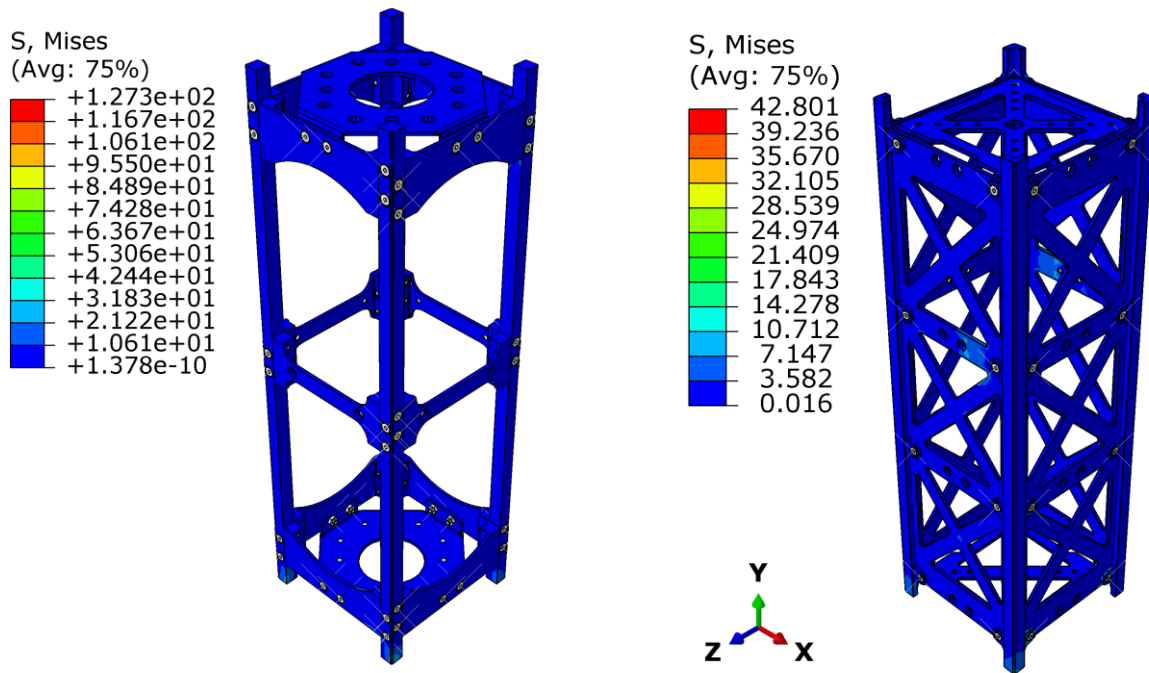 S, Mises
(Avg: 75%)
+1.273e+02
+1.167e+02
+1.061e+02
+9.550e+01
+8.489e+01
+7.428e+01
+6.367e+01
+5.306e+01
+4.244e+01
+3.183e+01
+2.122e+01
+1.061e+01
+1.378e-10
S, Mises
(Avg: 75%)
42.801
39.236
35.670
32.105
28.539
24.974
21.409
17.843
14.278
10.712
7.147
3.582
0.016
Y
Z
X